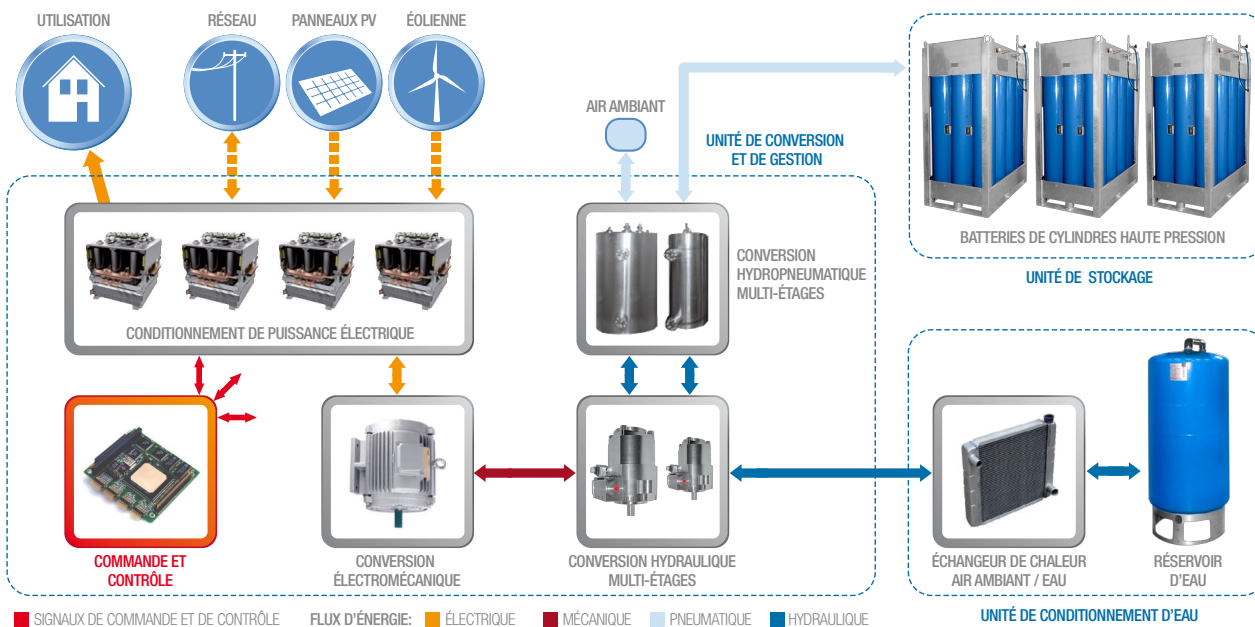 UTILISATION
RÉSEAU
PANNEAUX PV
ÉOLIENNE
AIR AMBIANT
UNITÉ DE CONVERSION
ET DE GESTION
BATTERIES DE CYLINDRES HAUTE PRESSION
UNITÉ DE STOCKAGE
CONVERSION
HYDROPNEUMATIQUE
MULTI-ÉTAGES
CONDITIONNEMENT DE PUISSANCE ÉLECTRIQUE
COMMANDE ET
CONTRÔLE
CONVERSION
ÉLECTROMÉCANIQUE
CONVERSION HYDRAULIQUE
MULTI-ÉTAGES
ÉCHANGEUR DE CHALEUR
AIR AMBIANT / EAU
RÉSERVOIR
D'EAU
UNITÉ DE CONDITIONNEMENT D'EAU
SIGNAUX DE COMMANDE ET DE CONTRÔLE FLUX D'ÉNERGIE: ÉLECTRIQUE MÉCANIQUE PNEUMATIQUE HYDRAULIQUE